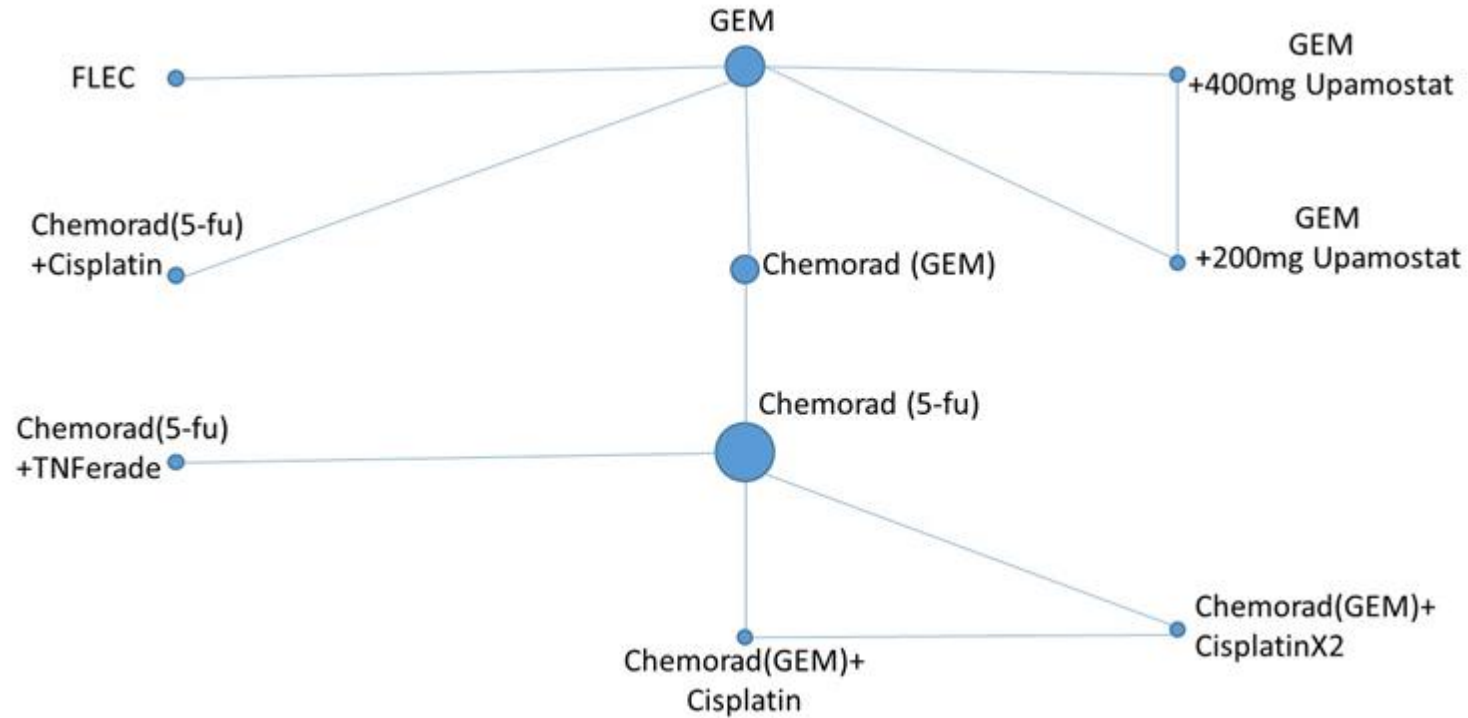 GEM
FLEC
GEM
+400mg Upamostat
Chemorad(5-fu)
+Cisplatin
GEM
+200mg Upamostat
Chemorad (GEM)
Chemorad (5-fu)
Chemorad(5-fu)
+TNFerade
Chemorad(GEM)+
CisplatinX2
Chemorad(GEM)+
Cisplatin